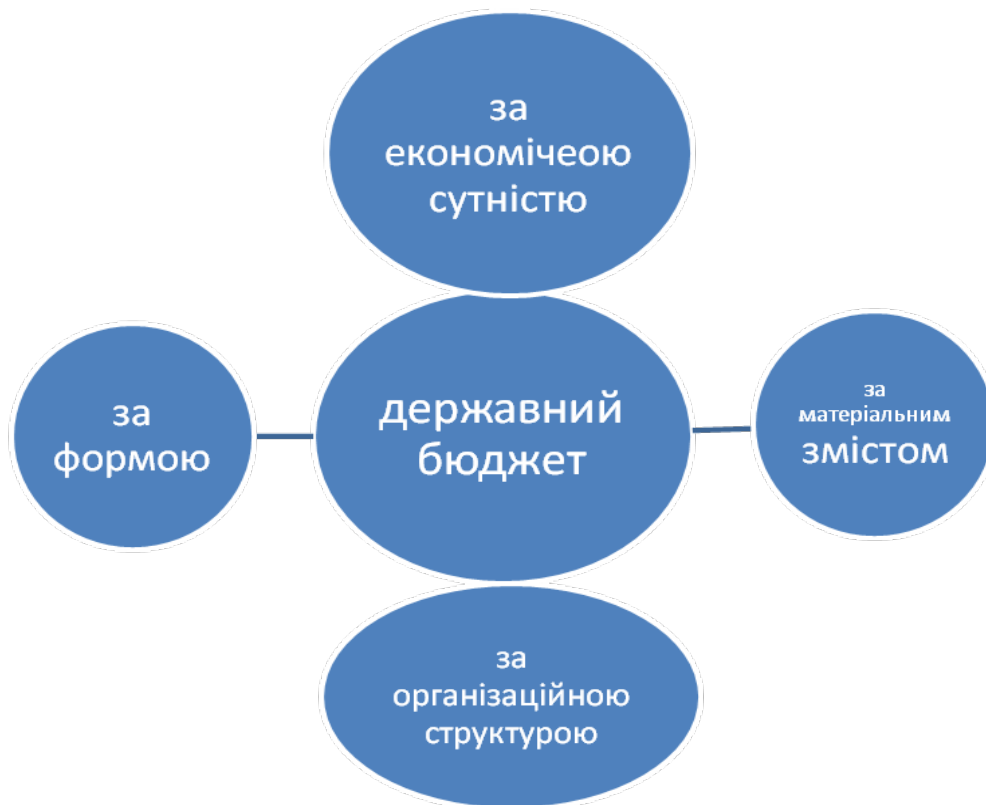 за
економічеою
сутністю
за
формою
державний
бюджет
за
матеріальним
змістом
за
організаційною
структурою